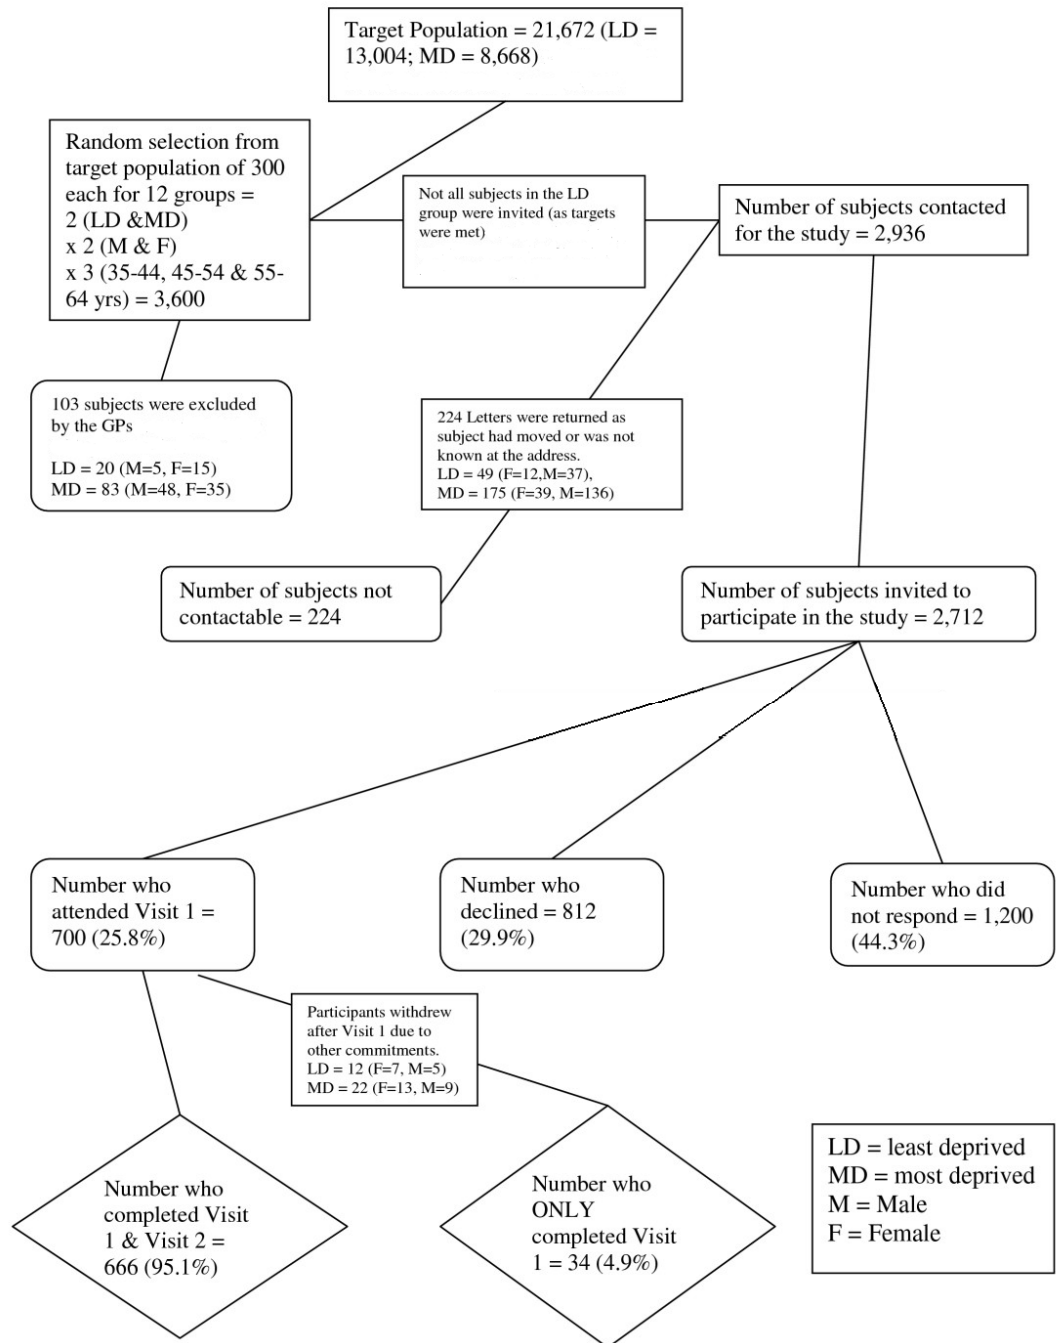 Target Population = 21,672 (LD =
13,004; MD = 8,668)
Random selection from
target population of 300
each for 12 groups =
2 (LD &MD)
x 2 (M & F)
x 3 (35-44, 45-54 & 55-
64 yrs) = 3,600
Not all subjects in the LD
group were invited (as targets
were met)
Number of subjects contacted
for the study = 2,936
103 subjects were excluded
by the GPs
LD = 20 (M=5, F=15)
MD = 83 (M=48, F=35)
224 Letters were returned as
subject had moved or was not
known at the address.
LD = 49 (F=12,M=37),
MD = 175 (F=39, M=136)
Number of subjects not
contactable = 224
Number of subjects invited to
participate in the study = 2,712
Number who
attended Visit 1 =
700 (25.8%)
Number who
declined = 812
(29.9%)
Number who did
not respond = 1,200
(44.3%)
Participants withdrew
after Visit 1 due to
other commitments.
LD = 12 (F=7, M=5)
MD = 22 (F=13, M=9)
Number who
completed Visit
1 & Visit 2 =
666 (95.1%)
Number who
ONLY
completed Visit
1 = 34 (4.9%)
LD = least deprived
MD = most deprived
M = Male
F = Female